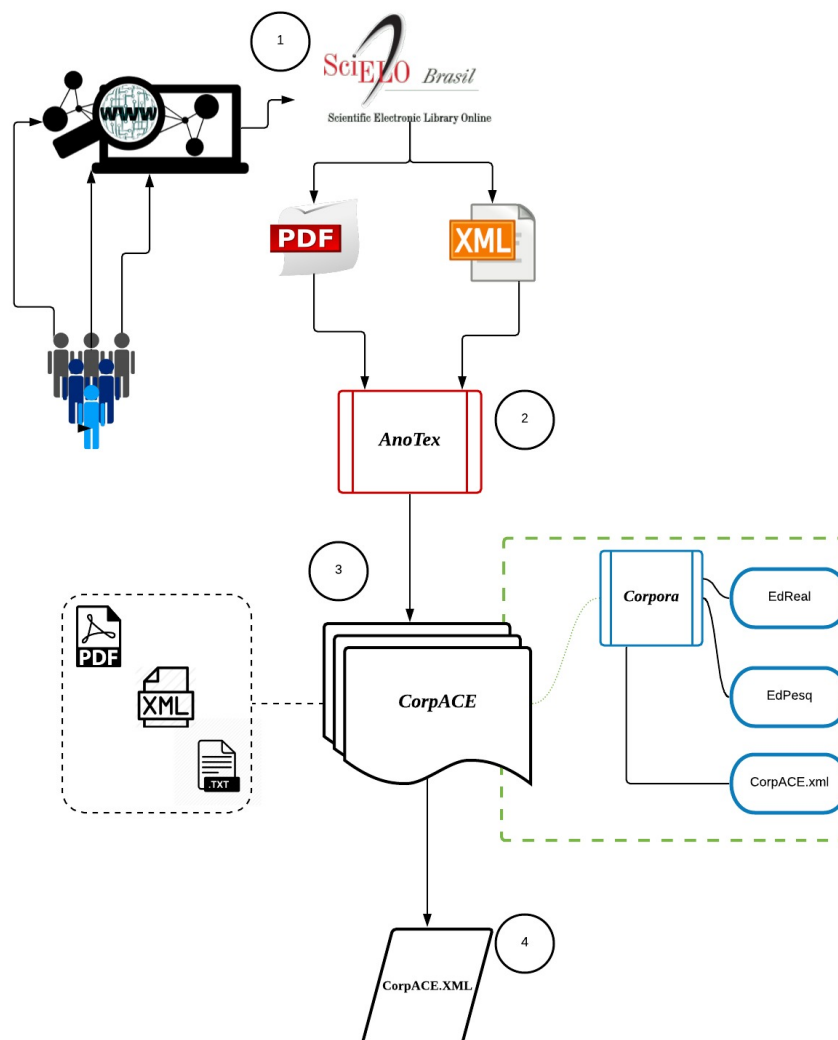 1
SciELO Brasil
Scientific Electronic Library Online
www
PDF
XML
AnoTex
2
3
Corpora
EdReal
EdPesq
CorpACE.xml
PDF
XML
.TXT
CorpACE
4
CorpACE.XML